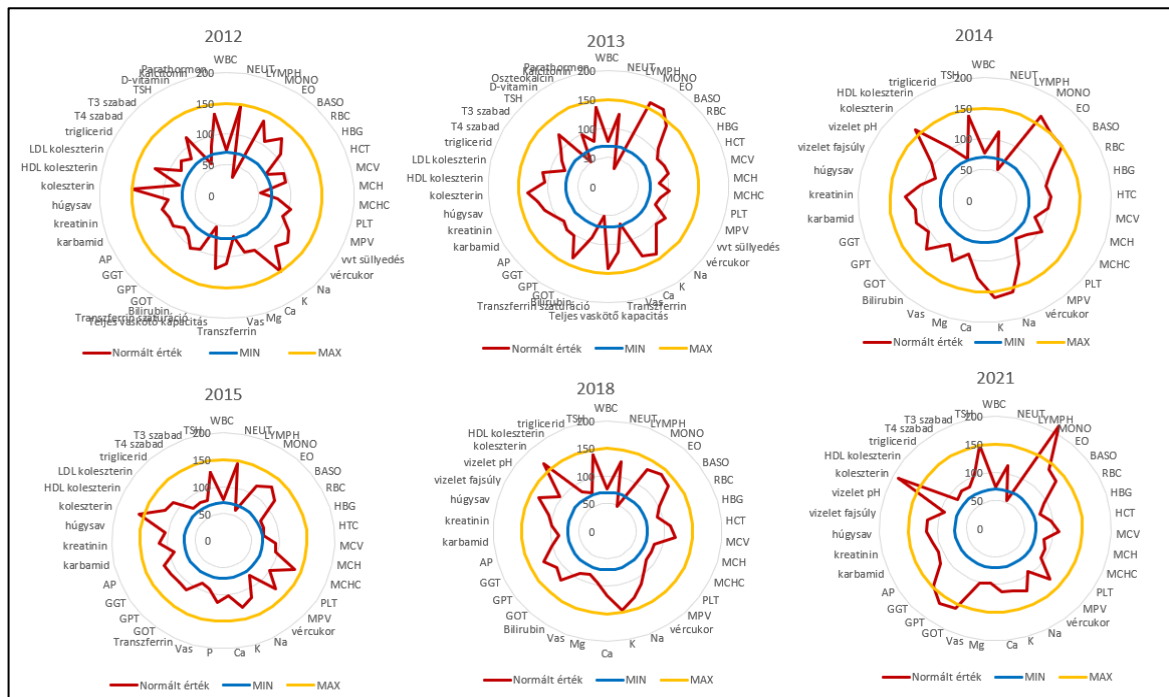 2012
WBC
NEUT
LYMPH
MONO
EO
BASO
RBC
HBG
HCT
MCV
MCH
MCHC
PLT
MPV
vvt süllyedés
vércukor
Na
K
Ca
Mg
Vas
Transzferrin
Teljes vaskötő kapacitás
Transzferrin szaturáció
Bilirubin
GOT
GPT
GGT
AP
karbamid
kreatinin
húgysav
koleszterin
HDL koleszterin
LDL koleszterin
triglicerid
T4 szabad
T3 szabad
TSH
D-vitamin
Kalcitonin
Parathormon
200
150
100
50
0
Normált érték MIN MAX
2013
WBC
NEUT
LYMPH
MONO
EO
BASO
RBC
HBG
HCT
MCV
MCH
MCHC
PLT
MPV
vvt süllyedés
vércukor
Na
K
Ca
Vas
Transzferrin
Teljes vaskötő kapacitás
Transzferrin szaturáció
Bilirubin
GOT
GPT
GGT
AP
karbamid
kreatinin
húgysav
koleszterin
HDL koleszterin
LDL koleszterin
triglicerid
T4 szabad
T3 szabad
TSH
D-vitamin
Oszteokalcin
Kalcitonin
Parathormon
200
150
100
50
0
Normált érték MIN MAX
2014
WBC
NEUT
LYMPH
MONO
EO
BASO
RBC
HBG
HTC
MCV
MCH
MCHC
PLT
MPV
vércukor
Na
K
Ca
Mg
Vas
Bilirubin
GOT
GPT
GGT
karbamid
kreatinin
húgysav
vizelet fajsúly
vizelet pH
koleszterin
HDL koleszterin
triglicerid
TSH
200
150
100
50
0
Normált érték MIN MAX
2015
WBC
NEUT
LYMPH
MONO
EO
BASO
RBC
HBG
HTC
MCV
MCH
MCHC
PLT
MPV
vércukor
Na
K
Ca
P
Vas
Transzferrin
GOT
GPT
GGT
AP
karbamid
kreatinin
húgysav
koleszterin
HDL koleszterin
LDL koleszterin
triglicerid
T4 szabad
T3 szabad
TSH
200
150
100
50
0
Normált érték MIN MAX
2018
WBC
NEUT
LYMPH
MONO
EO
BASO
RBC
HBG
HCT
MCV
MCH
MCHC
PLT
MPV
vércukor
Na
K
Ca
Mg
Vas
Bilirubin
GOT
GPT
GGT
AP
karbamid
kreatinin
húgysav
vizelet fajsúly
vizelet pH
koleszterin
HDL koleszterin
triglicerid
TSH
200
150
100
50
0
Normált érték MIN MAX
2021
WBC
NEUT
LYMPH
MONO
EO
BASO
RBC
HBG
HCT
MCV
MCH
MCHC
PLT
MPV
vércukor
Na
K
Ca
Mg
Vas
GOT
GPT
GGT
AP
karbamid
kreatinin
húgysav
vizelet fajsúly
vizelet pH
koleszterin
HDL koleszterin
triglicerid
T4 szabad
T3 szabad
TSH
200
150
100
50
0
Normált érték MIN MAX